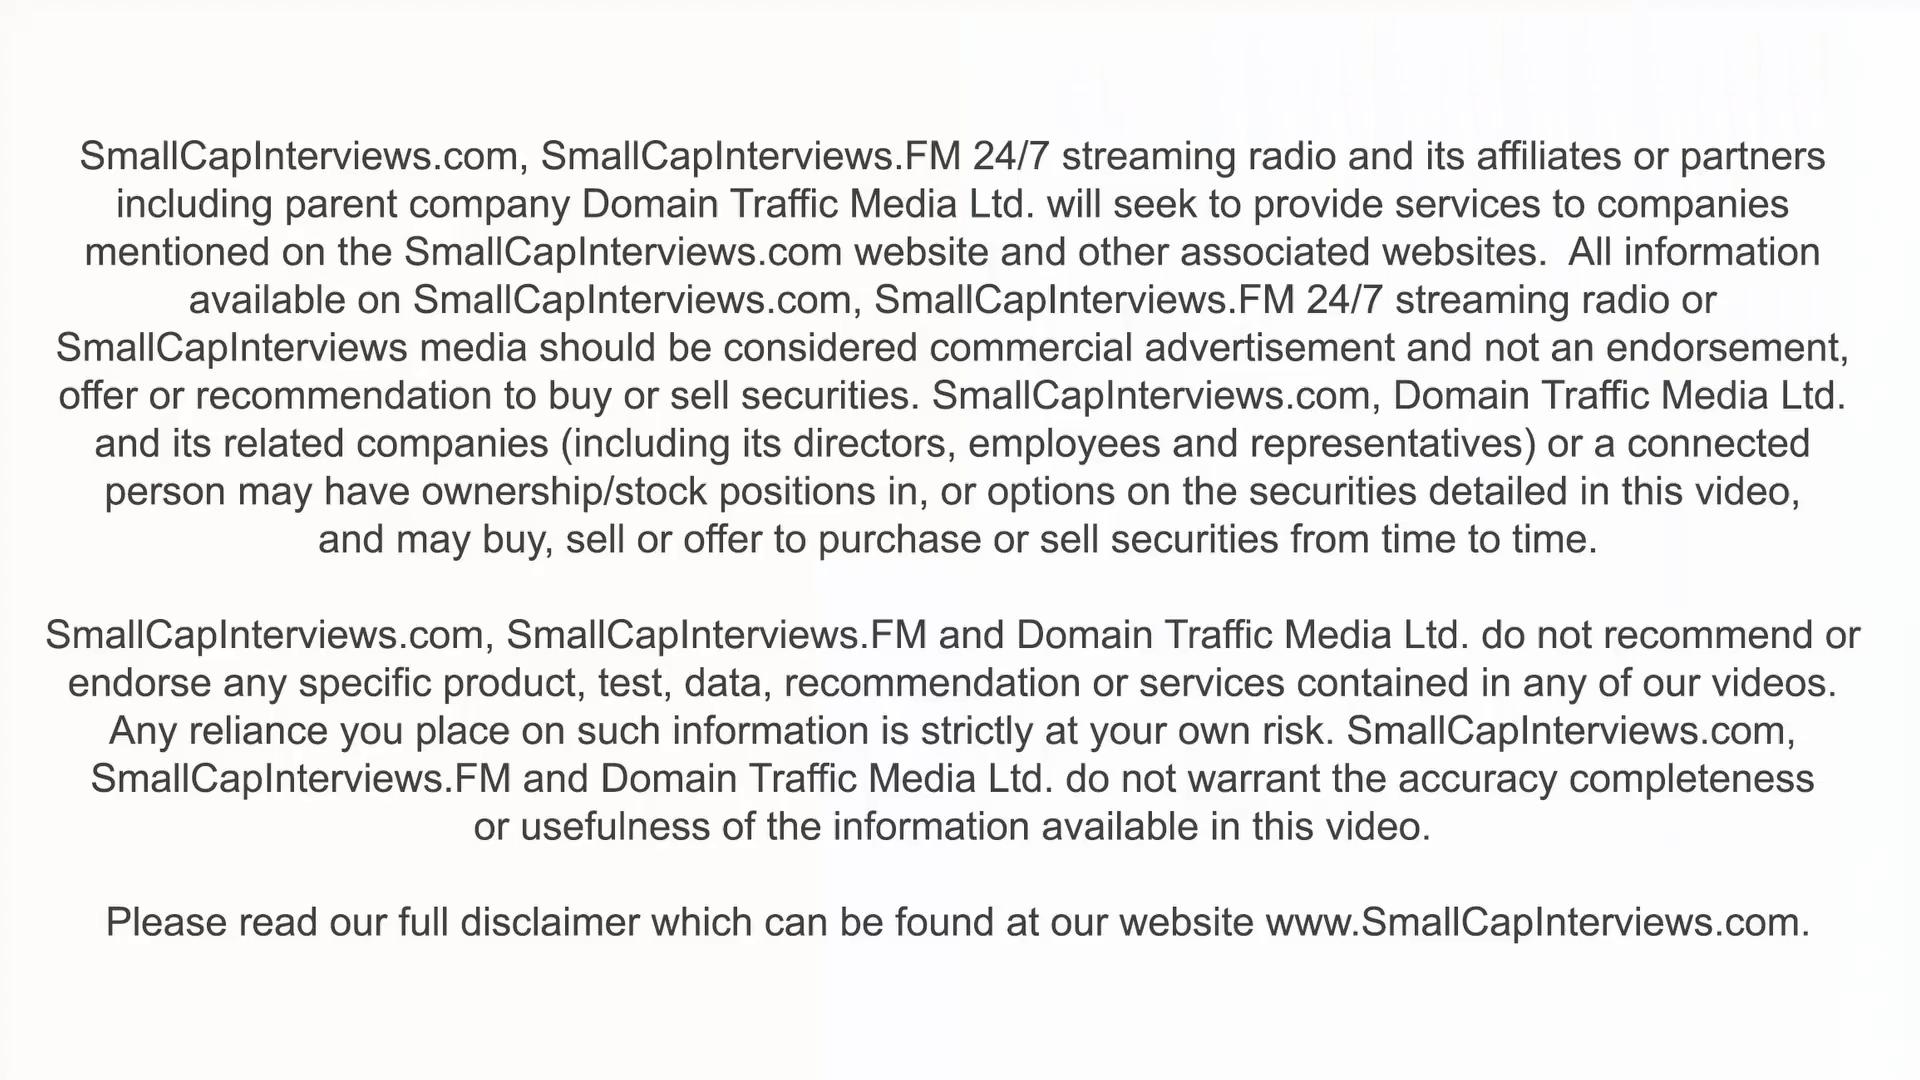 SmallCapInterviews.com, SmallCapInterviews.FM 24/7 streaming radio and its affiliates or partners
including parent company Domain Traffic Media Ltd. will seek to provide services to companies
mentioned on the SmallCapInterviews.com website and other associated websites.  All information
available on SmallCapInterviews.com, SmallCapInterviews.FM 24/7 streaming radio or
SmallCapInterviews media should be considered commercial advertisement and not an endorsement,
offer or recommendation to buy or sell securities. SmallCapInterviews.com, Domain Traffic Media Ltd.
and its related companies (including its directors, employees and representatives) or a connected
person may have ownership/stock positions in, or options on the securities detailed in this video,
and may buy, sell or offer to purchase or sell securities from time to time.
SmallCapInterviews.com, SmallCapInterviews.FM and Domain Traffic Media Ltd. do not recommend or
endorse any specific product, test, data, recommendation or services contained in any of our videos.
Any reliance you place on such information is strictly at your own risk. SmallCapInterviews.com,
SmallCapInterviews.FM and Domain Traffic Media Ltd. do not warrant the accuracy completeness
or usefulness of the information available in this video.
Please read our full disclaimer which can be found at our website www.SmallCapInterviews.com.